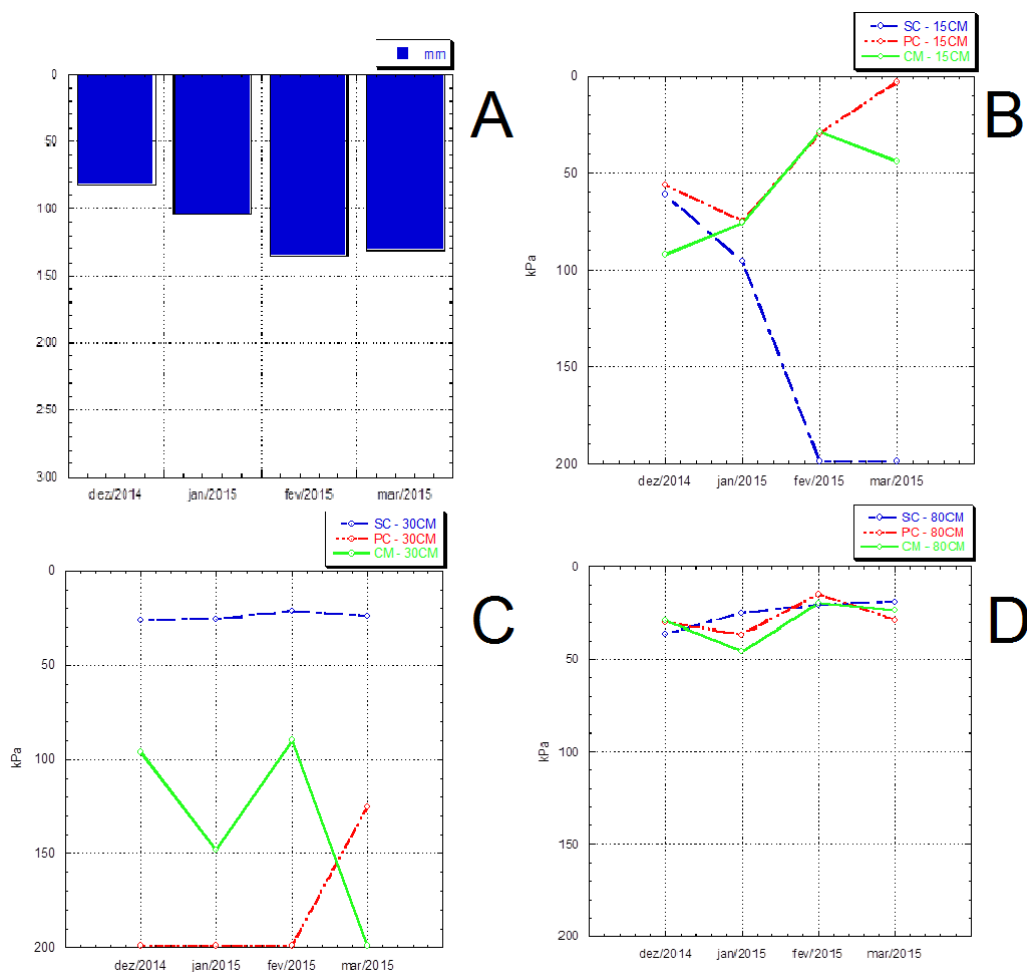 mm
0
50
100
150
200
250
300
dez/2014 jan/2015 fev/2015 mar/2015
A
SC - 15CM
PC - 15CM
CM - 15CM
0
50
100
150
200
kPa
dez/2014 jan/2015 fev/2015 mar/2015
B
SC - 30CM
PC - 30CM
CM - 30CM
0
50
100
150
200
kPa
dez/2014 jan/2015 fev/2015 mar/2015
C
SC - 80CM
PC - 80CM
CM - 80CM
0
50
100
150
200
kPa
dez/2014 jan/2015 fev/2015 mar/2015
D